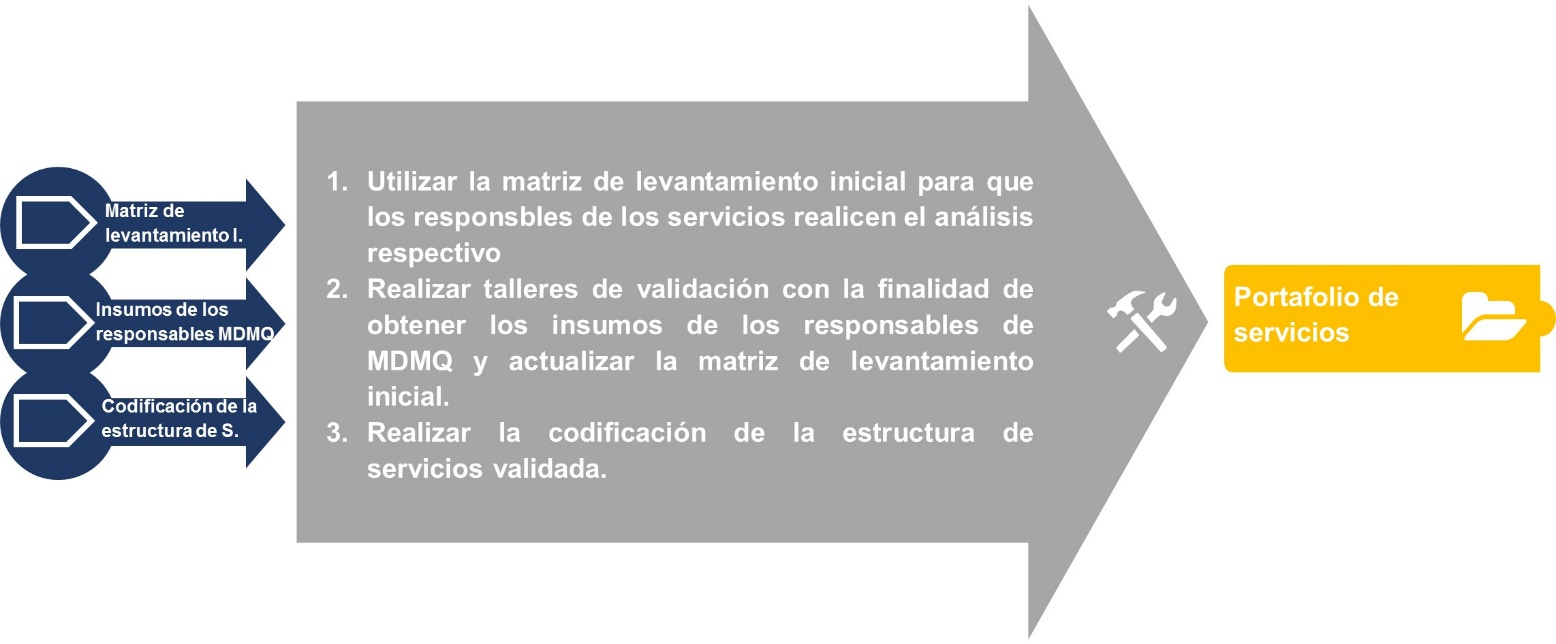 Matriz de
levantamiento I.
Insumos de los
responsables MDMQ
Codificación de la
estructura de S.
1. Utilizar la matriz de levantamiento inicial para que
los responsbles de los servicios realicen el análisis
respectivo
2. Realizar talleres de validación con la finalidad de
obtener los insumos de los responsables de
MDMQ y actualizar la matriz de levantamiento
inicial.
3. Realizar la codificación de la estructura de
servicios validada.
Portafolio de
servicios